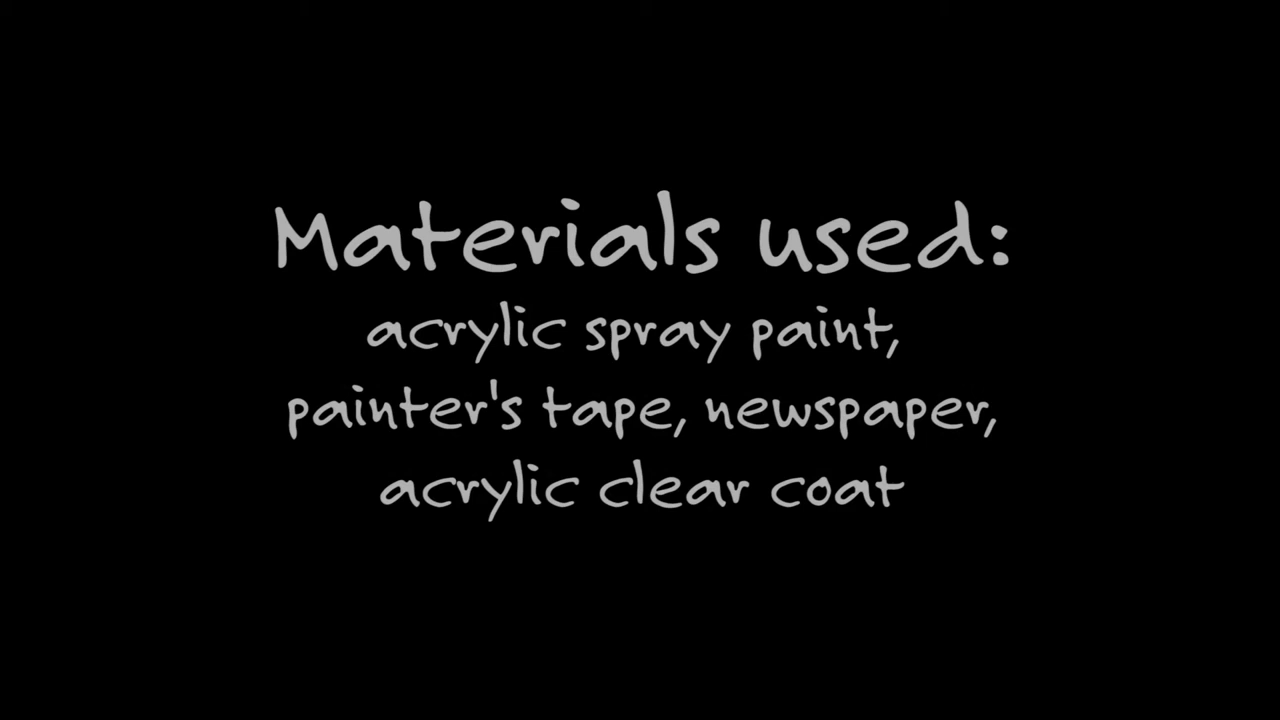 Materials used:
acrylic spray paint,
painter's tape, newspaper,
acrylic clear coat